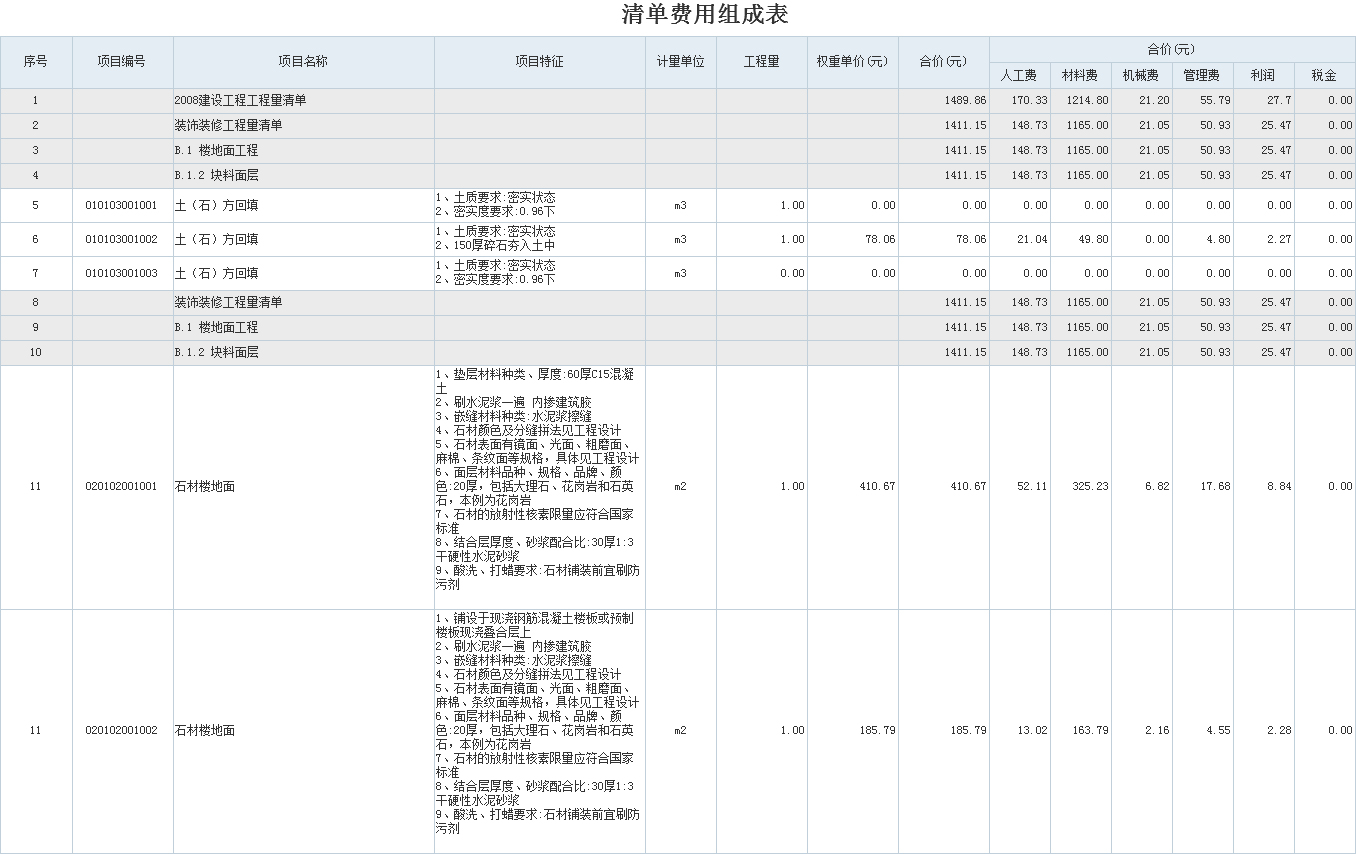 清单费用组成表
序号 项目编号 项目名称 项目特征 计量单位 工程量 权重单价(元) 合价(元) 合价(元)
人工费 材料费 机械费 管理费 利润 税金
1 2008建设工程工程量清单 1489.86 170.33 1214.80 21.20 55.79 27.7 0.00
2 装饰装修工程量清单 1411.15 148.73 1165.00 21.05 50.93 25.47 0.00
3 B.1 楼地面工程 1411.15 148.73 1165.00 21.05 50.93 25.47 0.00
4 B.1.2 块料面层 1411.15 148.73 1165.00 21.05 50.93 25.47 0.00
1、土质要求:密实状态
5 010103001001 土（石）方回填 m3 1.00 0.00 0.00 0.00 0.00 0.00 0.00 0.00 0.00
2、密实度要求:0.96下
1、土质要求:密实状态
6 010103001002 土（石）方回填 m3 1.00 78.06 78.06 21.04 49.80 0.00 4.80 2.27 0.00
2、150厚碎石夯入土中
1、土质要求:密实状态
7 010103001003 土（石）方回填 m3 0.00 0.00 0.00 0.00 0.00 0.00 0.00 0.00 0.00
2、密实度要求:0.96下
8 装饰装修工程量清单 1411.15 148.73 1165.00 21.05 50.93 25.47 0.00
9 B.1 楼地面工程 1411.15 148.73 1165.00 21.05 50.93 25.47 0.00
10 B.1.2 块料面层 1411.15 148.73 1165.00 21.05 50.93 25.47 0.00
1、垫层材料种类、厚度:60厚C15混凝
土
2、刷水泥浆一遍 内掺建筑胶
3、嵌缝材料种类:水泥浆擦缝
4、石材颜色及分缝拼法见工程设计
5、石材表面有镜面、光面、粗磨面、
麻棉、条纹面等规格，具体见工程设计
6、面层材料品种、规格、品牌、颜
11 020102001001 石材楼地面 色:20厚，包括大理石、花岗岩和石英 m2 1.00 410.67 410.67 52.11 325.23 6.82 17.68 8.84 0.00
石，本例为花岗岩
7、石材的放射性核素限量应符合国家
标准
8、结合层厚度、砂浆配合比:30厚1:3
干硬性水泥砂浆
9、酸洗、打蜡要求:石材铺装前宜刷防
污剂
1、铺设于现浇钢筋混凝土楼板或预制
楼板现浇叠合层上
2、刷水泥浆一遍 内掺建筑胶
3、嵌缝材料种类:水泥浆擦缝
4、石材颜色及分缝拼法见工程设计
5、石材表面有镜面、光面、粗磨面、
麻棉、条纹面等规格，具体见工程设计
6、面层材料品种、规格、品牌、颜
11 020102001002 石材楼地面 色:20厚，包括大理石、花岗岩和石英 m2 1.00 185.79 185.79 13.02 163.79 2.16 4.55 2.28 0.00
石，本例为花岗岩
7、石材的放射性核素限量应符合国家
标准
8、结合层厚度、砂浆配合比:30厚1:3
干硬性水泥砂浆
9、酸洗、打蜡要求:石材铺装前宜刷防
污剂